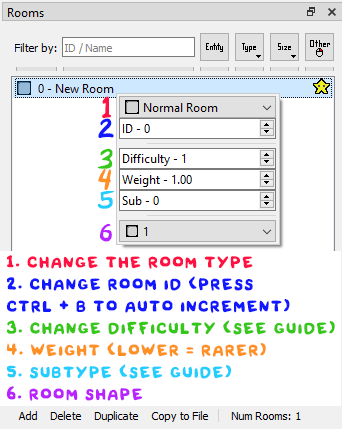 Rooms
Filter by: ID / Name Entity Type Size Other
0 - New Room
1 Normal Room
2 ID - 0
3 Difficulty - 1
4 Weight - 1.00
5 Sub - 0
6 1
1. CHANGE THE ROOM TYPE
2. CHANGE ROOM ID (PRESS
CTRL + B TO AUTO INCREMENT)
3. CHANGE DIFFICULTY (SEE GUIDE)
4. WEIGHT (LOWER = RARER)
5. SUBTYPE (SEE GUIDE)
6. ROOM SHAPE
Add Delete Duplicate Copy to File Num Rooms: 1